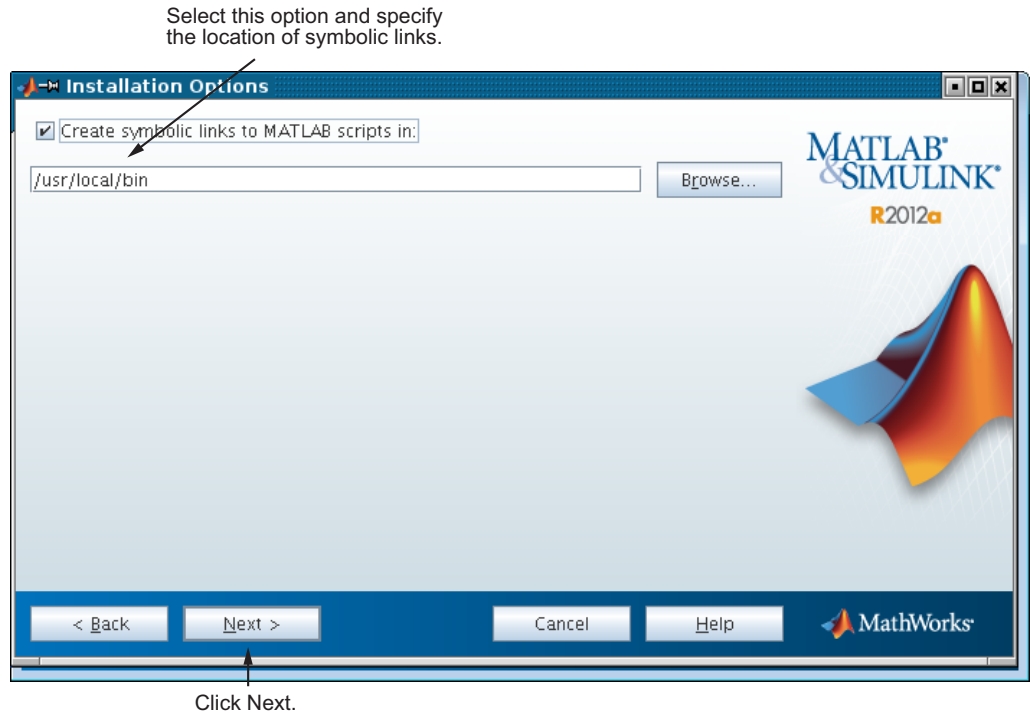 Select this option and specify
the location of symbolic links.
Installation Options
Create symbolic links to MATLAB scripts in:
/usr/local/bin
Browse...
MATLAB®
&SIMULINK®
R2012a
< Back
Next >
Cancel
Help
MathWorks®
Click Next.